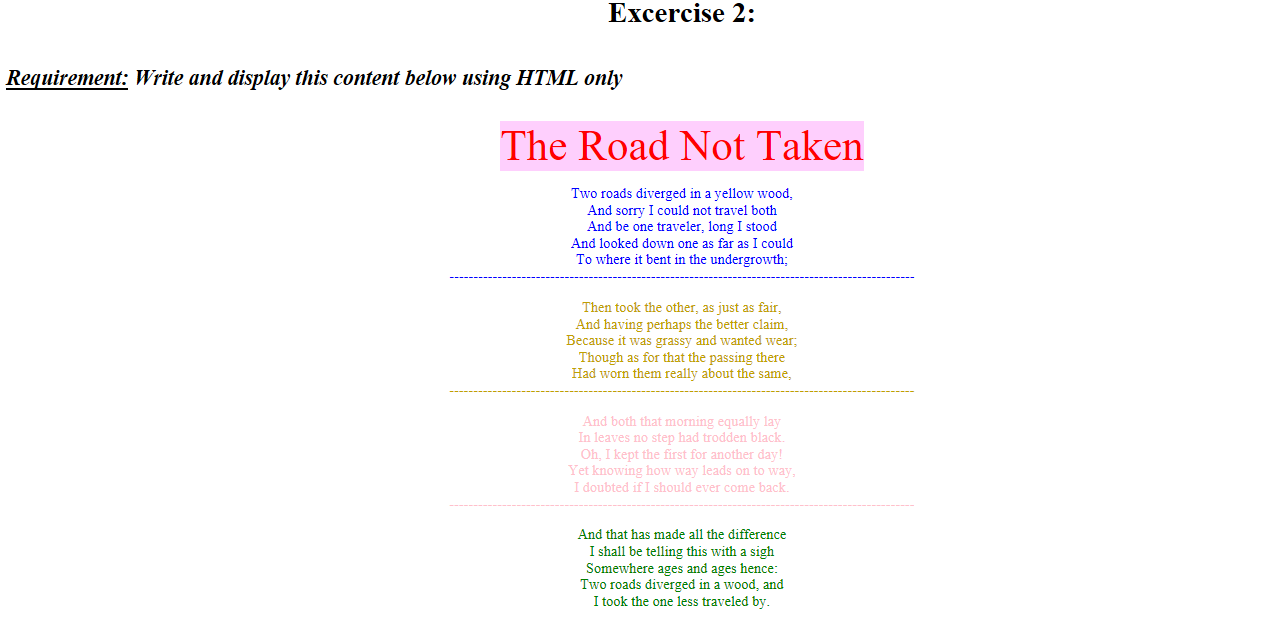 Excercise 2:
Requirement: Write and display this content below using HTML only
The Road Not Taken
Two roads diverged in a yellow wood,
And sorry I could not travel both
And be one traveler, long I stood
And looked down one as far as I could
To where it bent in the undergrowth;
-------------------------------------------------------------------------------------------------
Then took the other, as just as fair,
And having perhaps the better claim,
Because it was grassy and wanted wear;
Though as for that the passing there
Had worn them really about the same,
-------------------------------------------------------------------------------------------------
And both that morning equally lay
In leaves no step had trodden black.
Oh, I kept the first for another day!
Yet knowing how way leads on to way,
I doubted if I should ever come back.
-------------------------------------------------------------------------------------------------
And that has made all the difference
I shall be telling this with a sigh
Somewhere ages and ages hence:
Two roads diverged in a wood, and
I took the one less traveled by.